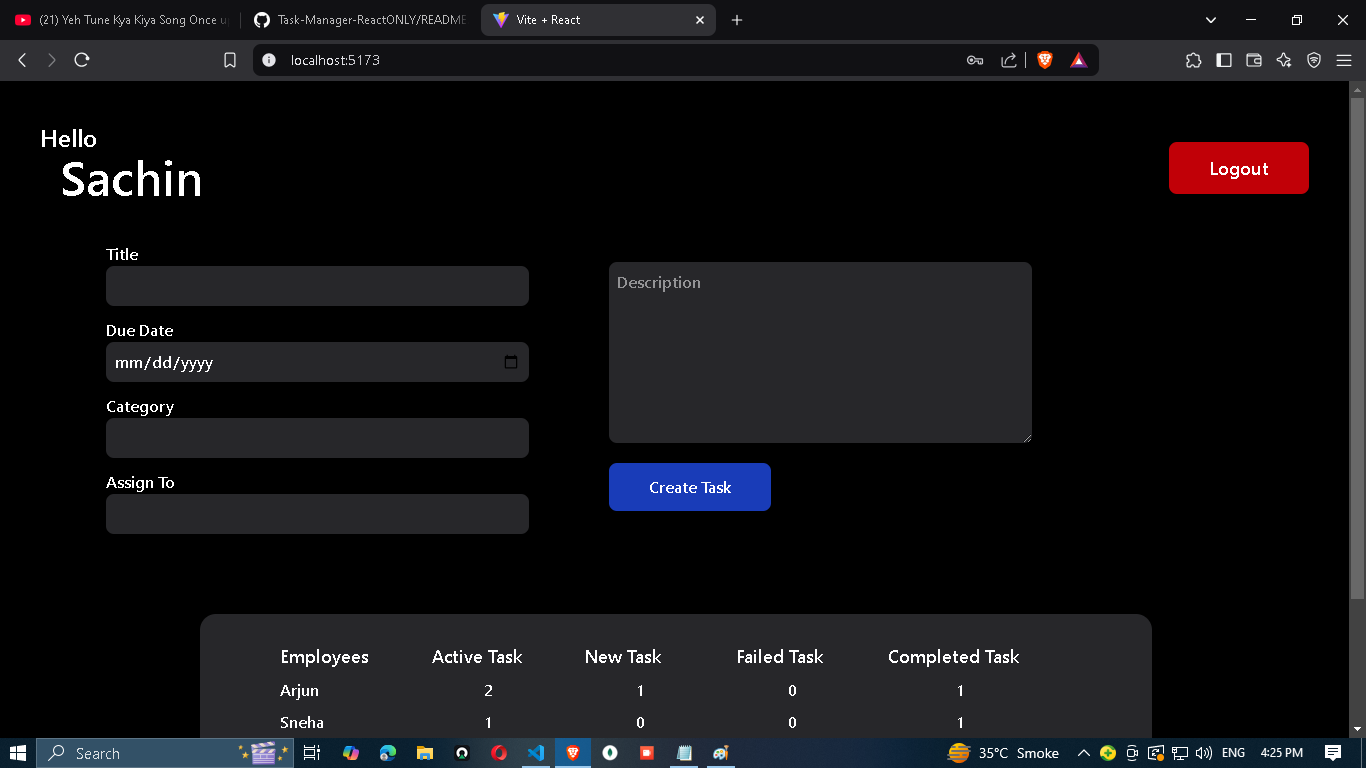 (21) Yeh Tune Kya Kiya Song Once u
Task-Manager-ReactONLY/README
Vite + React
localhost:5173
Hello
Sachin
Logout
Title
Description
Due Date
mm/dd/yyyy
Category
Assign To
Create Task
Employees Active Task New Task Failed Task Completed Task
Arjun 2 1 0 1
Sneha 1 0 0 1
Search
35°C Smoke
ENG
4:25 PM